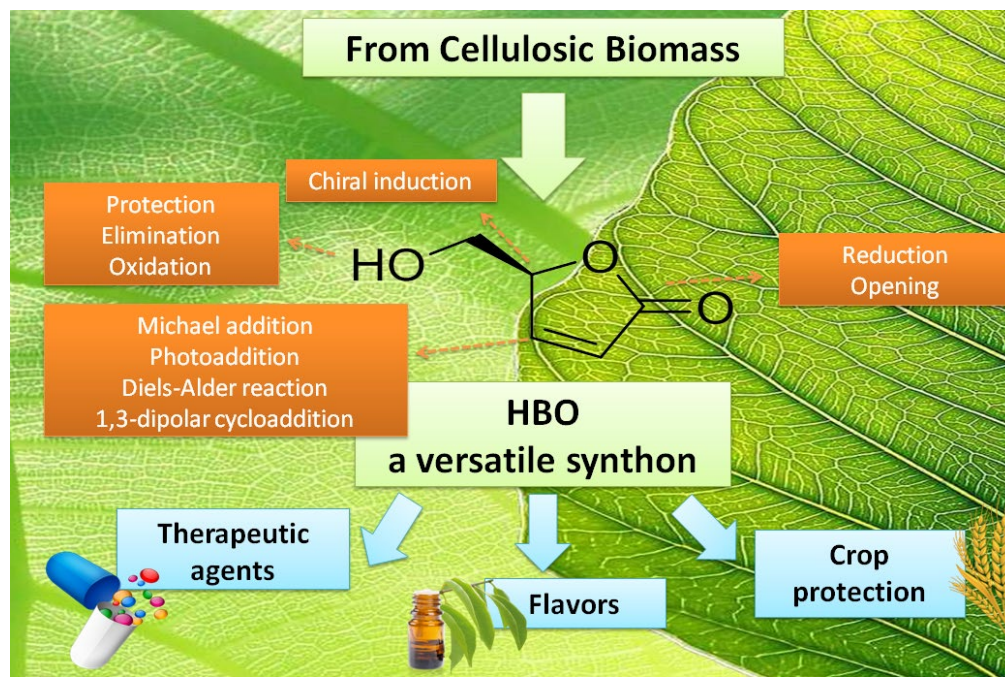 From Cellulosic Biomass
Chiral induction
Protection
Elimination
Oxidation
HO
O
O
Reduction
Opening
Michael addition
Photoaddition
Diels-Alder reaction
1,3-dipolar cycloaddition
HBO
a versatile synthon
Therapeutic
agents
Flavors
Crop
protection